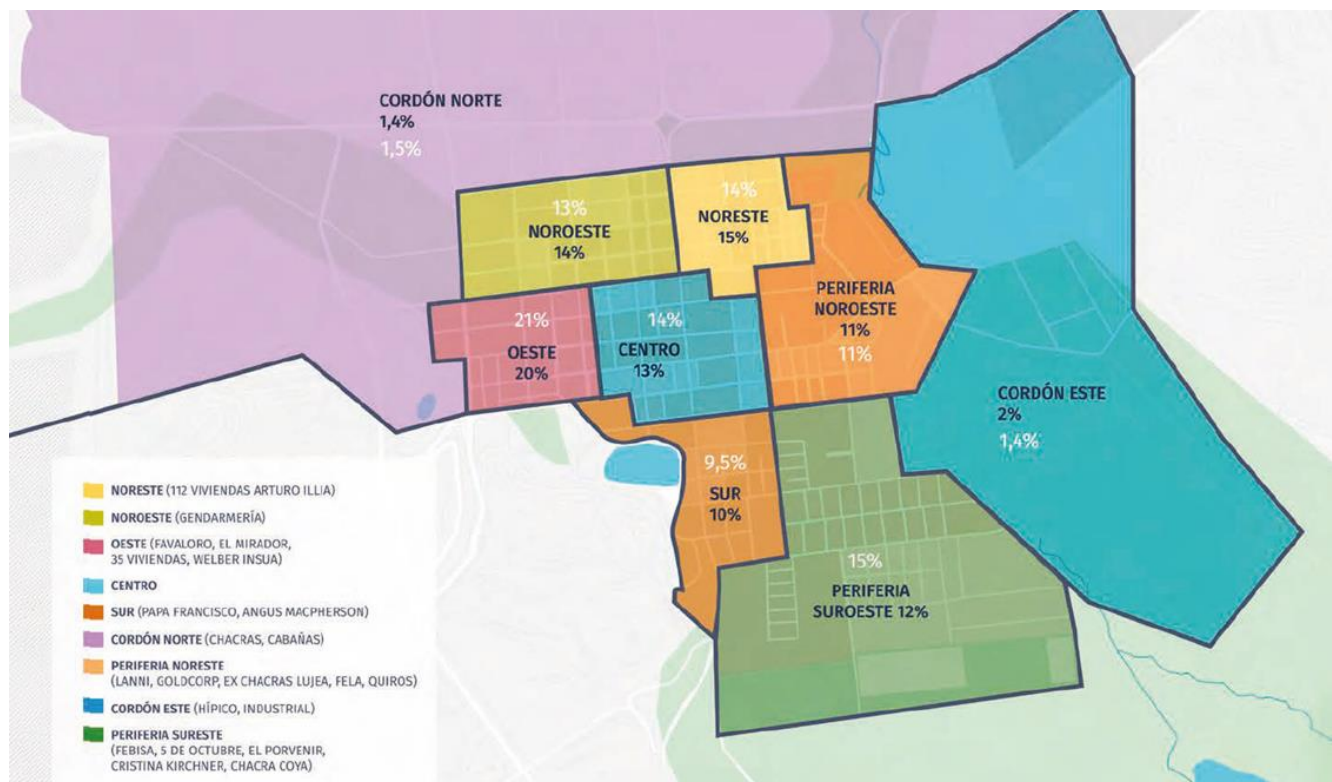 CORDÓN NORTE
1,4%
1,5%
13%
NOROESTE
14%
14%
NORESTE
15%
PERIFERIA
NOROESTE
11%
11%
21%
OESTE
20%
14%
CENTRO
13%
CORDÓN ESTE
2%
1,4%
9,5%
SUR
10%
15%
PERIFERIA
SUROESTE 12%
NORESTE (112 VIVIENDAS ARTURO ILLIA)
NOROESTE (GENDARMERÍA)
OESTE (FAVALORO, EL MIRADOR,
35 VIVIENDAS, WELBER INSUA)
CENTRO
SUR (PAPA FRANCISCO, ANGUS MACPHERSON)
CORDÓN NORTE (CHACRAS, CABAÑAS)
PERIFERIA NORESTE
(LANNI, GOLDCORP, EX CHACRAS LUJEA, FELA, QUIROS)
CORDÓN ESTE (HÍPICO, INDUSTRIAL)
PERIFERIA SURESTE
(FEBISA, 5 DE OCTUBRE, EL PORVENIR,
CRISTINA KIRCHNER, CHACRA COYA)